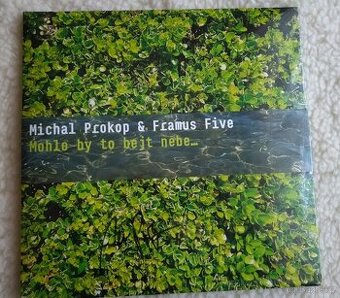 Michal Prokop & Framus Five
Mohlo by to bejt nebe…